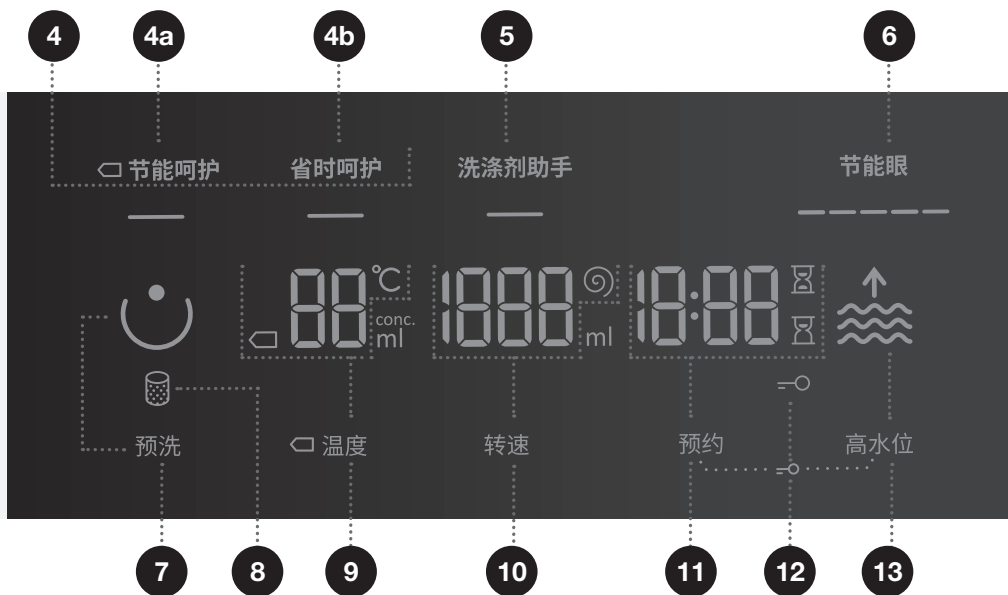 4 4a 4b 5 6
节能呵护 省时呵护 洗涤剂助手 节能眼
88 °C 1888 18:88
conc.
ml ml
预洗 温度 转速 预约 高水位
7 8 9 10 11 12 13